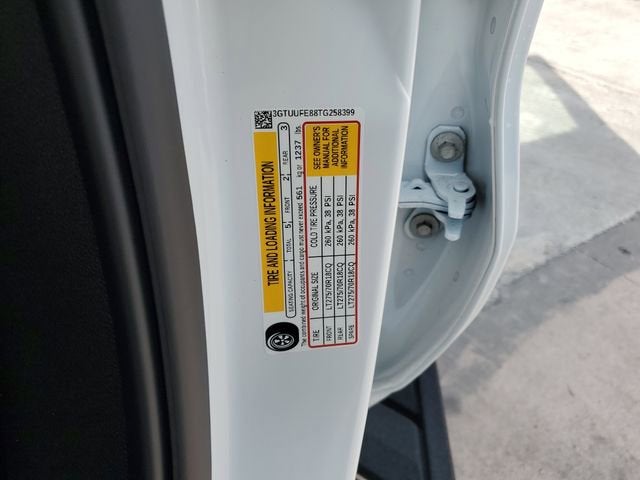 3GTUUFE88TG258399
TIRE AND LOADING INFORMATION
SEATING CAPACITY TOTAL 5 FRONT 2 REAR 3
The combined weight of occupants and cargo must never exceed 561 kg or 1237 lbs.
TIRE ORIGINAL SIZE COLD TIRE PRESSURE
FRONT LT275/70R18CQ 260 kPa, 38 PSI
REAR LT275/70R18CQ 260 kPa, 38 PSI
SPARE LT275/70R18CQ 260 kPa, 38 PSI
SEE OWNER'S
MANUAL FOR
ADDITIONAL
INFORMATION